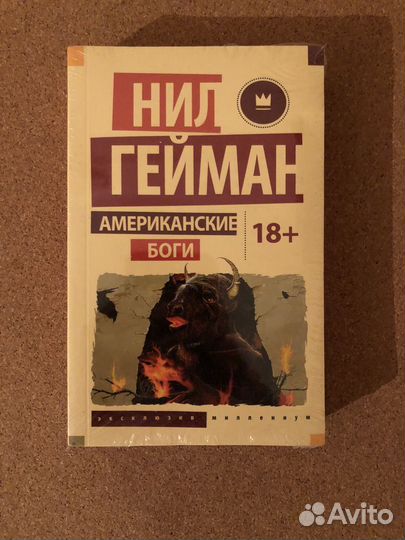 НИЛ
ГЕЙМАН
АМЕРИКАНСКИЕ
БОГИ
18+
эксклюзив миллениум
Avito